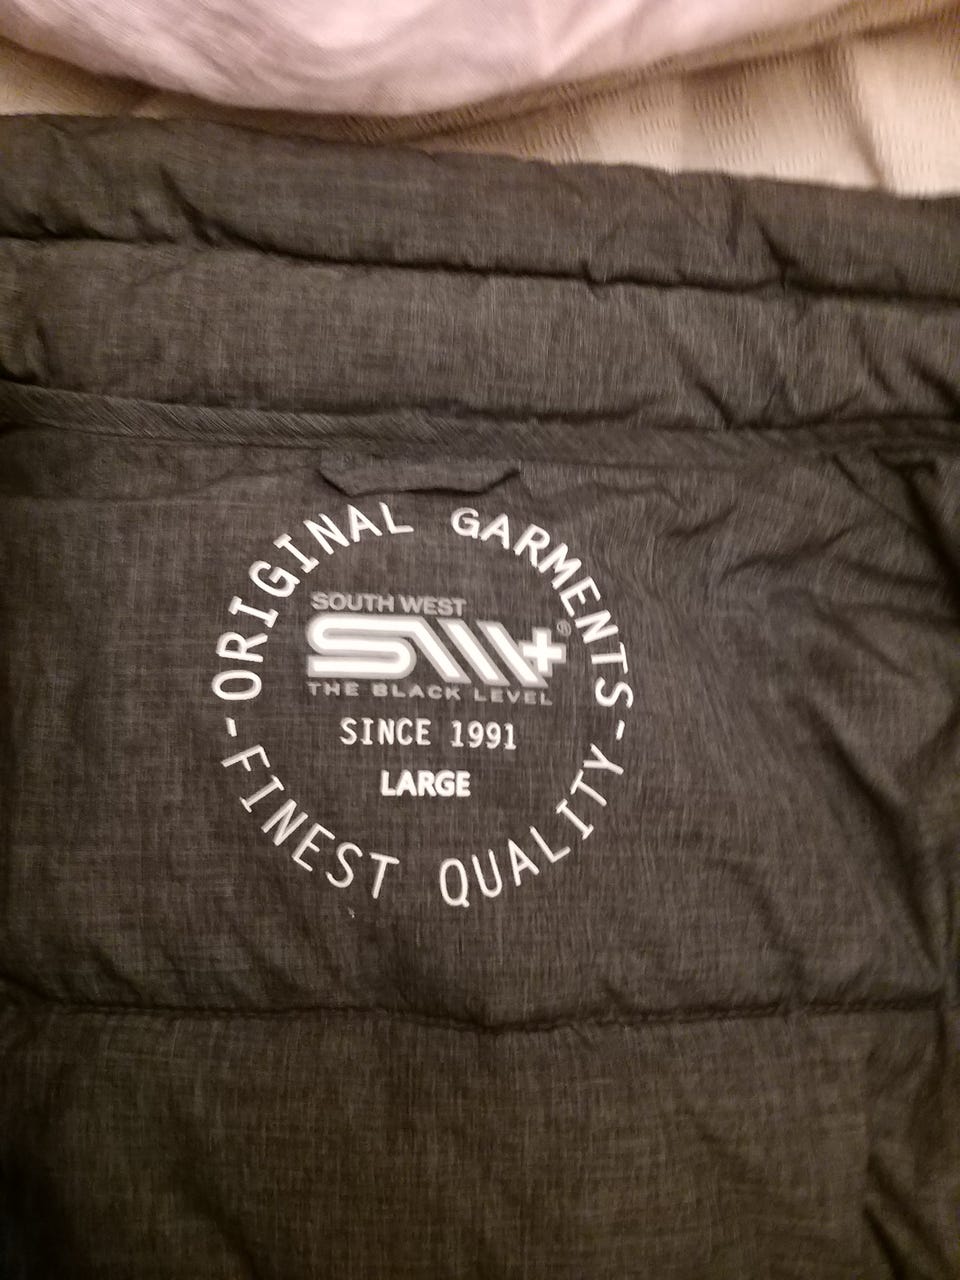 - ORIGINAL GARMENTS -
SOUTH WEST
SW+®
THE BLACK LEVEL
SINCE 1991
LARGE
FINEST QUALITY